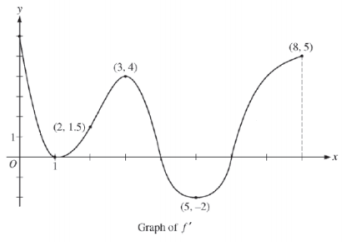 y
(8, 5)
(3, 4)
(2, 1.5)
1
O
1
x
(5, –2)
Graph of f′